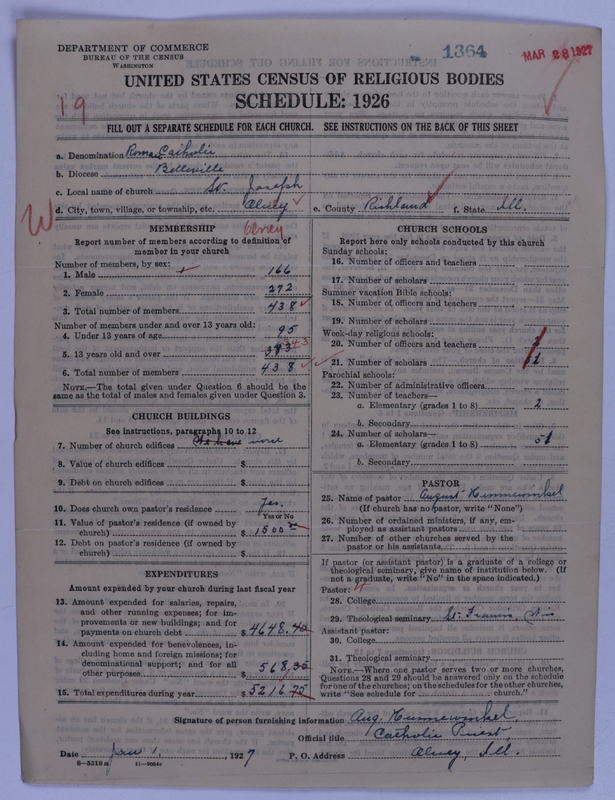 DEPARTMENT OF COMMERCE
BUREAU OF THE CENSUS
WASHINGTON
1364
MAR 28 1927
UNITED STATES CENSUS OF RELIGIOUS BODIES
SCHEDULE: 1926
19
FILL OUT A SEPARATE SCHEDULE FOR EACH CHURCH. SEE INSTRUCTIONS ON THE BACK OF THIS SHEET
a. Denomination Roman Catholic
b. Diocese Belleville
c. Local name of church St. Joseph
d. City, town, village, or township, etc. Olney e. County Richland f. State Ill.
W
Olney
MEMBERSHIP
Report number of members according to definition of member in your church
Number of members, by sex:
1. Male 166
2. Female 272
3. Total number of members 438
Number of members under and over 13 years old:
4. Under 13 years of age 95
5. 13 years old and over 343
6. Total number of members 438
NOTE.—The total given under Question 6 should be the
same as the total of males and females given under Question 3.
CHURCH BUILDINGS
See instructions, paragraphs 10 to 12
7. Number of church edifices none
8. Value of church edifices $
9. Debt on church edifices $
10. Does church own pastor's residence Yes.
Yes or No
11. Value of pastor's residence (if owned by
church) $ 1500
12. Debt on pastor's residence (if owned by
church) $
EXPENDITURES
Amount expended by your church during last fiscal year
13. Amount expended for salaries, repairs,
and other running expenses; for im-
provements or new buildings; and for
payments on church debt $ 4648.40
14. Amount expended for benevolences, in-
cluding home and foreign missions; for
denominational support; and for all
other purposes 568.35
15. Total expenditures during year $ 5216.75
CHURCH SCHOOLS
Report here only schools conducted by this church
Sunday schools:
16. Number of officers and teachers
17. Number of scholars
Summer vacation Bible schools:
18. Number of officers and teachers
19. Number of scholars
Week-day religious schools:
20. Number of officers and teachers
21. Number of scholars
Parochial schools:
22. Number of administrative officers
23. Number of teachers—
a. Elementary (grades 1 to 8) 2
b. Secondary
24. Number of scholars—
a. Elementary (grades 1 to 8) 51
b. Secondary
PASTOR
25. Name of pastor August
(If church has no pastor, write "None")
26. Number of ordained ministers, if any, em-
ployed as assistant pastors
27. Number of other churches served by the
pastor or his assistants
If pastor (or assistant pastor) is a graduate of a college or
theological seminary, give name of institution below. (If
not a graduate, write "No" in the space indicated.)
Pastor:
28. College
29. Theological seminary St. Francis, Wis
Assistant pastor:
30. College
31. Theological seminary
NOTE.—Where one pastor serves two or more churches,
Questions 28 and 29 should be answered only on the schedule
for one of the churches; on the schedules for the other churches,
write "See schedule for church."
Signature of person furnishing information Aug.
Official title Catholic Priest,
Date Jan 1, 1927 P. O. Address Olney, Ill.
8—5319 a 11—9084